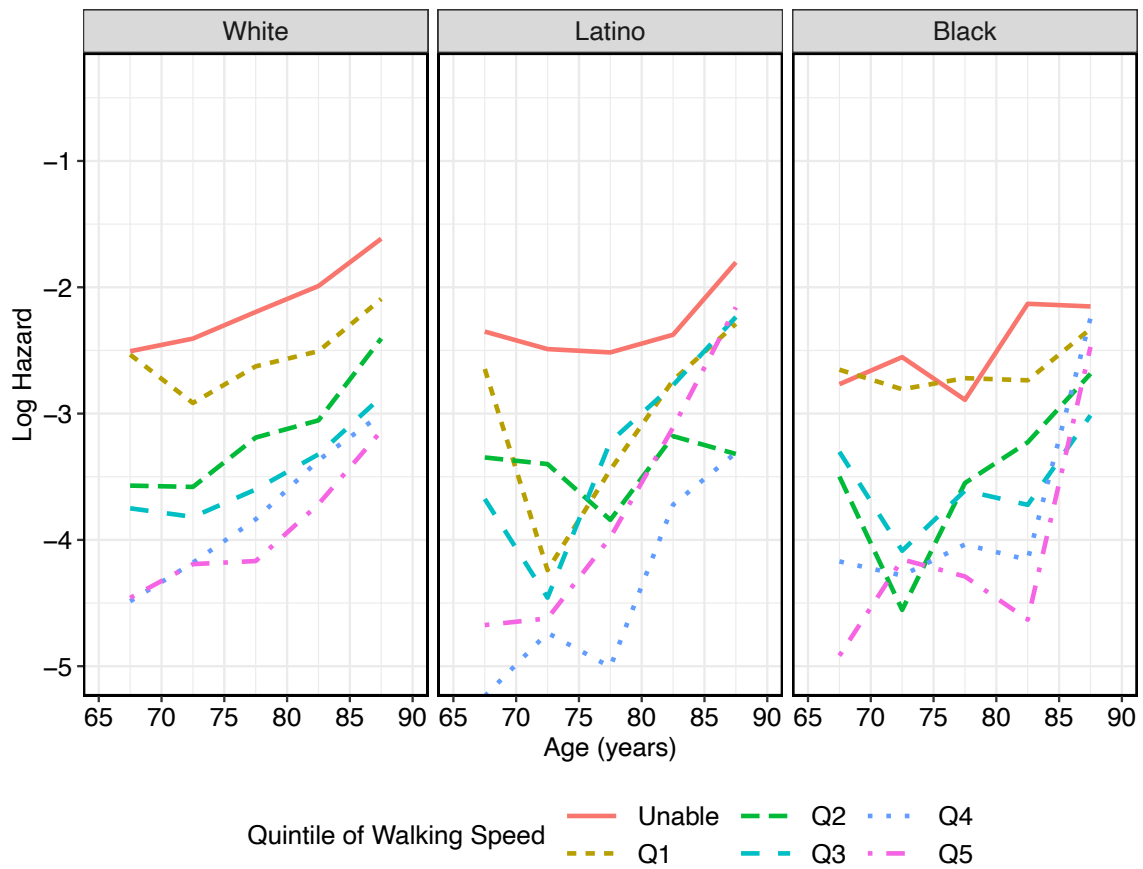 White Latino Black
Log Hazard
−1
−2
−3
−4
−5
65 70 75 80 85 90 65 70 75 80 85 90 65 70 75 80 85 90
Age (years)
Quintile of Walking Speed
Unable Q2 Q4
Q1 Q3 Q5